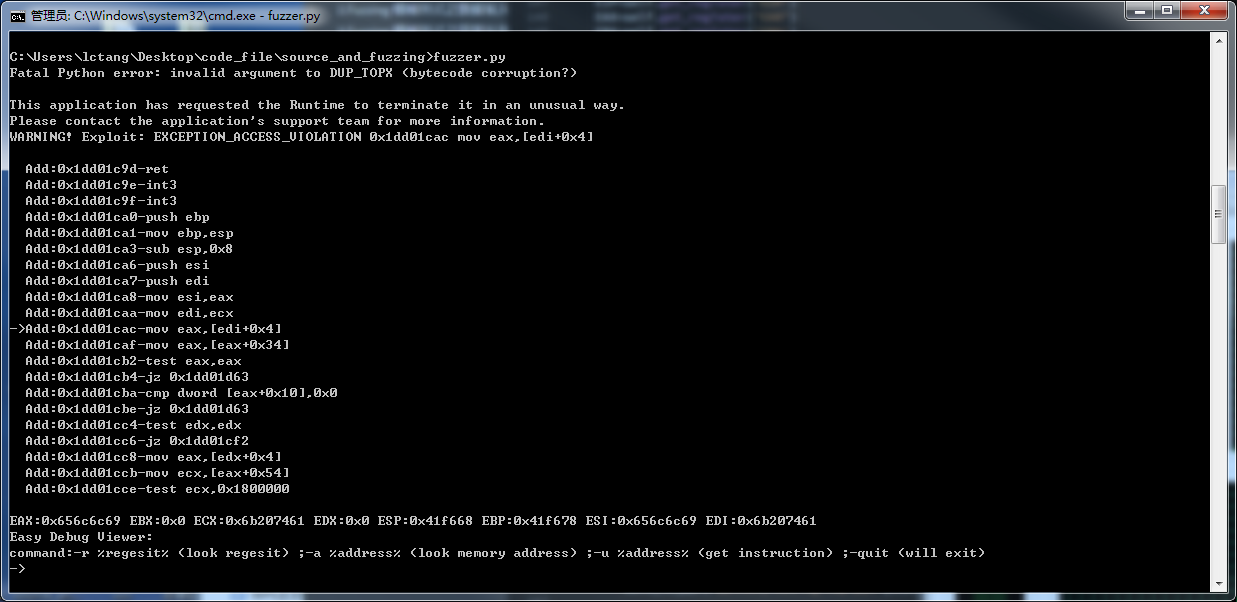 管理员: C:\Windows\system32\cmd.exe - fuzzer.py
C:\Users\lctang\Desktop\code_file\source_and_fuzzing>fuzzer.py
Fatal Python error: invalid argument to DUP_TOPX (bytecode corruption?)
This application has requested the Runtime to terminate it in an unusual way.
Please contact the application's support team for more information.
WARNING! Exploit: EXCEPTION_ACCESS_VIOLATION 0x1dd01cac mov eax,[edi+0x4]
Add:0x1dd01c9d-ret
Add:0x1dd01c9e-int3
Add:0x1dd01c9f-int3
Add:0x1dd01ca0-push ebp
Add:0x1dd01ca1-mov ebp,esp
Add:0x1dd01ca3-sub esp,0x8
Add:0x1dd01ca6-push esi
Add:0x1dd01ca7-push edi
Add:0x1dd01ca8-mov esi,eax
Add:0x1dd01caa-mov edi,ecx
->Add:0x1dd01cac-mov eax,[edi+0x4]
Add:0x1dd01caf-mov eax,[eax+0x34]
Add:0x1dd01cb2-test eax,eax
Add:0x1dd01cb4-jz 0x1dd01d63
Add:0x1dd01cba-cmp dword [eax+0x10],0x0
Add:0x1dd01cbe-jz 0x1dd01d63
Add:0x1dd01cc4-test edx,edx
Add:0x1dd01cc6-jz 0x1dd01cf2
Add:0x1dd01cc8-mov eax,[edx+0x4]
Add:0x1dd01ccb-mov ecx,[eax+0x54]
Add:0x1dd01cce-test ecx,0x1800000
EAX:0x656c6c69 EBX:0x0 ECX:0x6b207461 EDX:0x0 ESP:0x41f668 EBP:0x41f678 ESI:0x656c6c69 EDI:0x6b207461
Easy Debug Viewer:
command:-r %regesit% (look regesit) ;-a %address% (look memory address) ;-u %address% (get instruction) ;-quit (will exit)
->